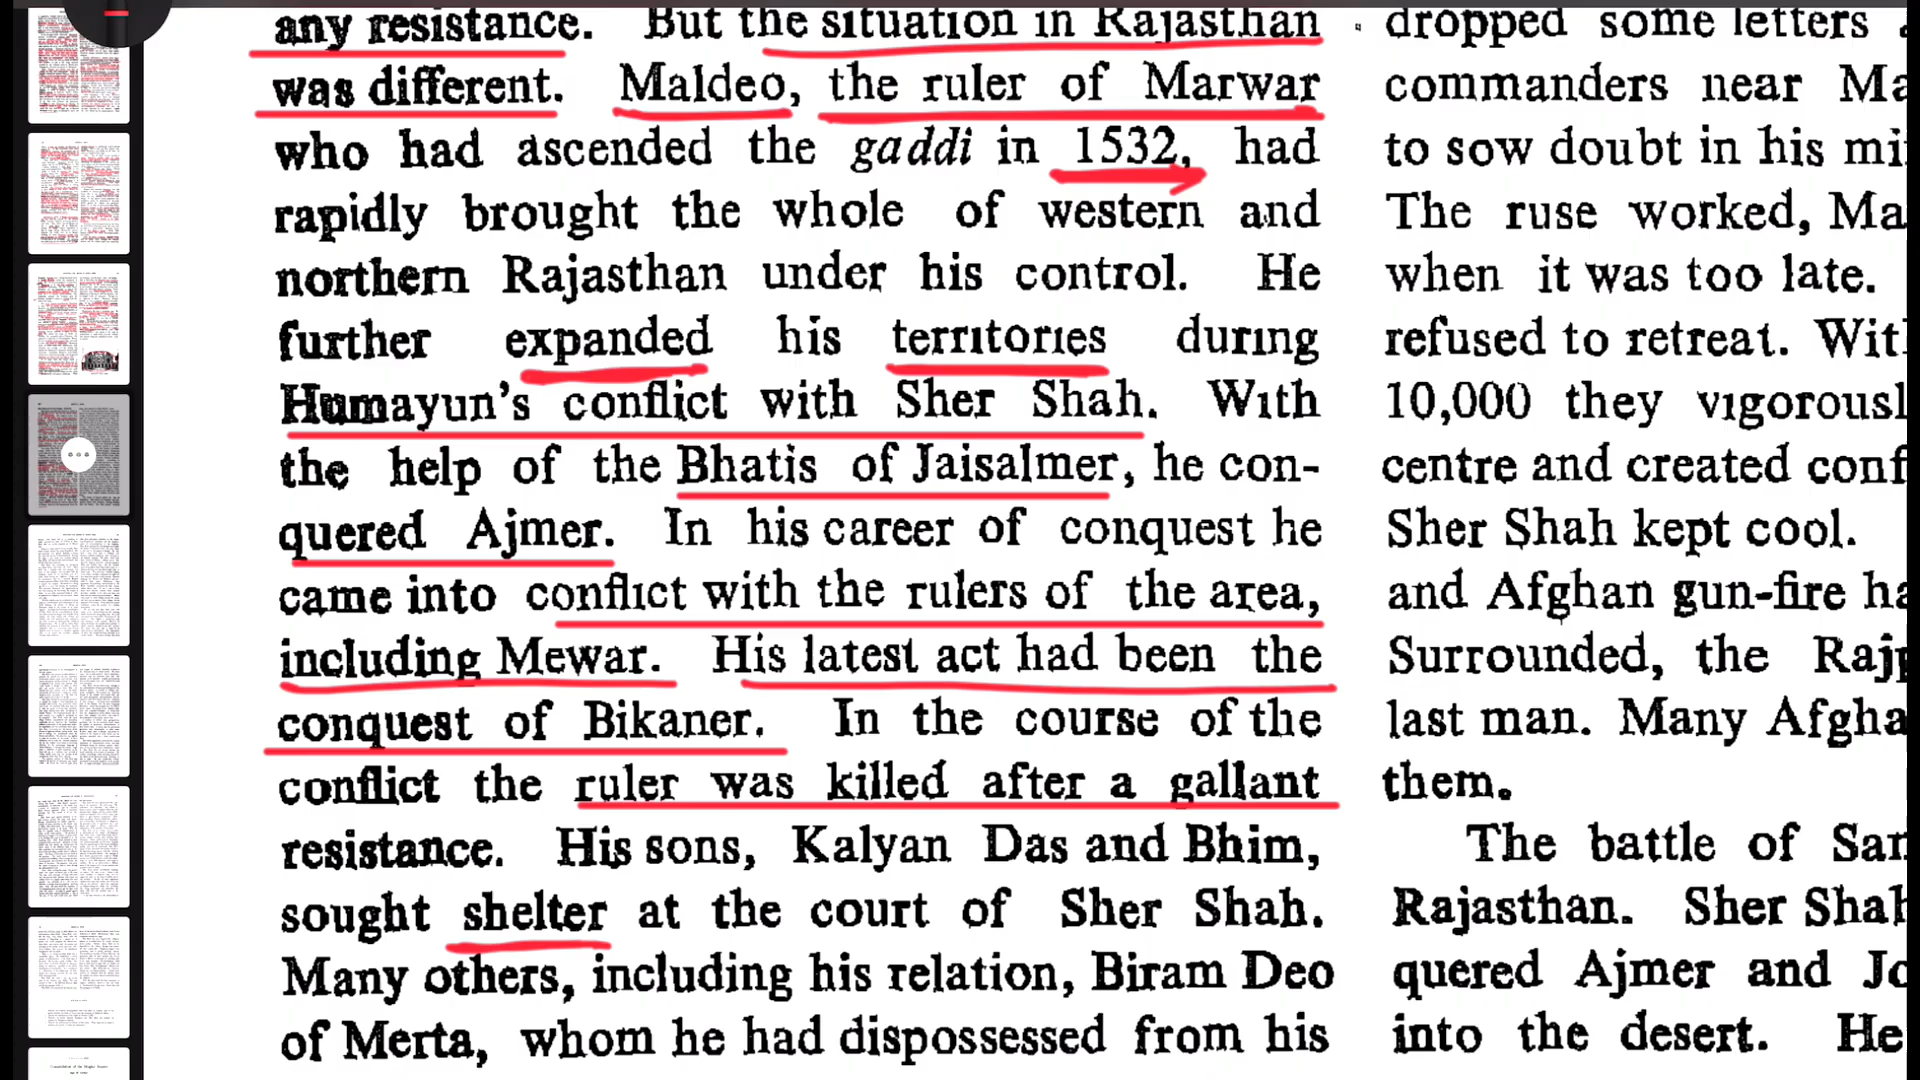 any resistance. But the situation in Rajasthan
was different. Maldeo, the ruler of Marwar
who had ascended the gaddi in 1532, had
rapidly brought the whole of western and
northern Rajasthan under his control. He
further expanded his territories during
Humayun's conflict with Sher Shah. With
the help of the Bhatis of Jaisalmer, he con-
quered Ajmer. In his career of conquest he
came into conflict with the rulers of the area,
including Mewar. His latest act had been the
conquest of Bikaner. In the course of the
conflict the ruler was killed after a gallant
resistance. His sons, Kalyan Das and Bhim,
sought shelter at the court of Sher Shah.
Many others, including his relation, Biram Deo
of Merta, whom he had dispossessed from his
dropped some letters
commanders near
to sow doubt in his
The ruse worked,
when it was too late.
refused to retreat.
10,000 they
centre and created
Sher Shah kept cool.
and Afghan gun-fire
Surrounded, the
last man. Many
them.
The battle of
Rajasthan. Sher
quered Ajmer and
into the desert. He